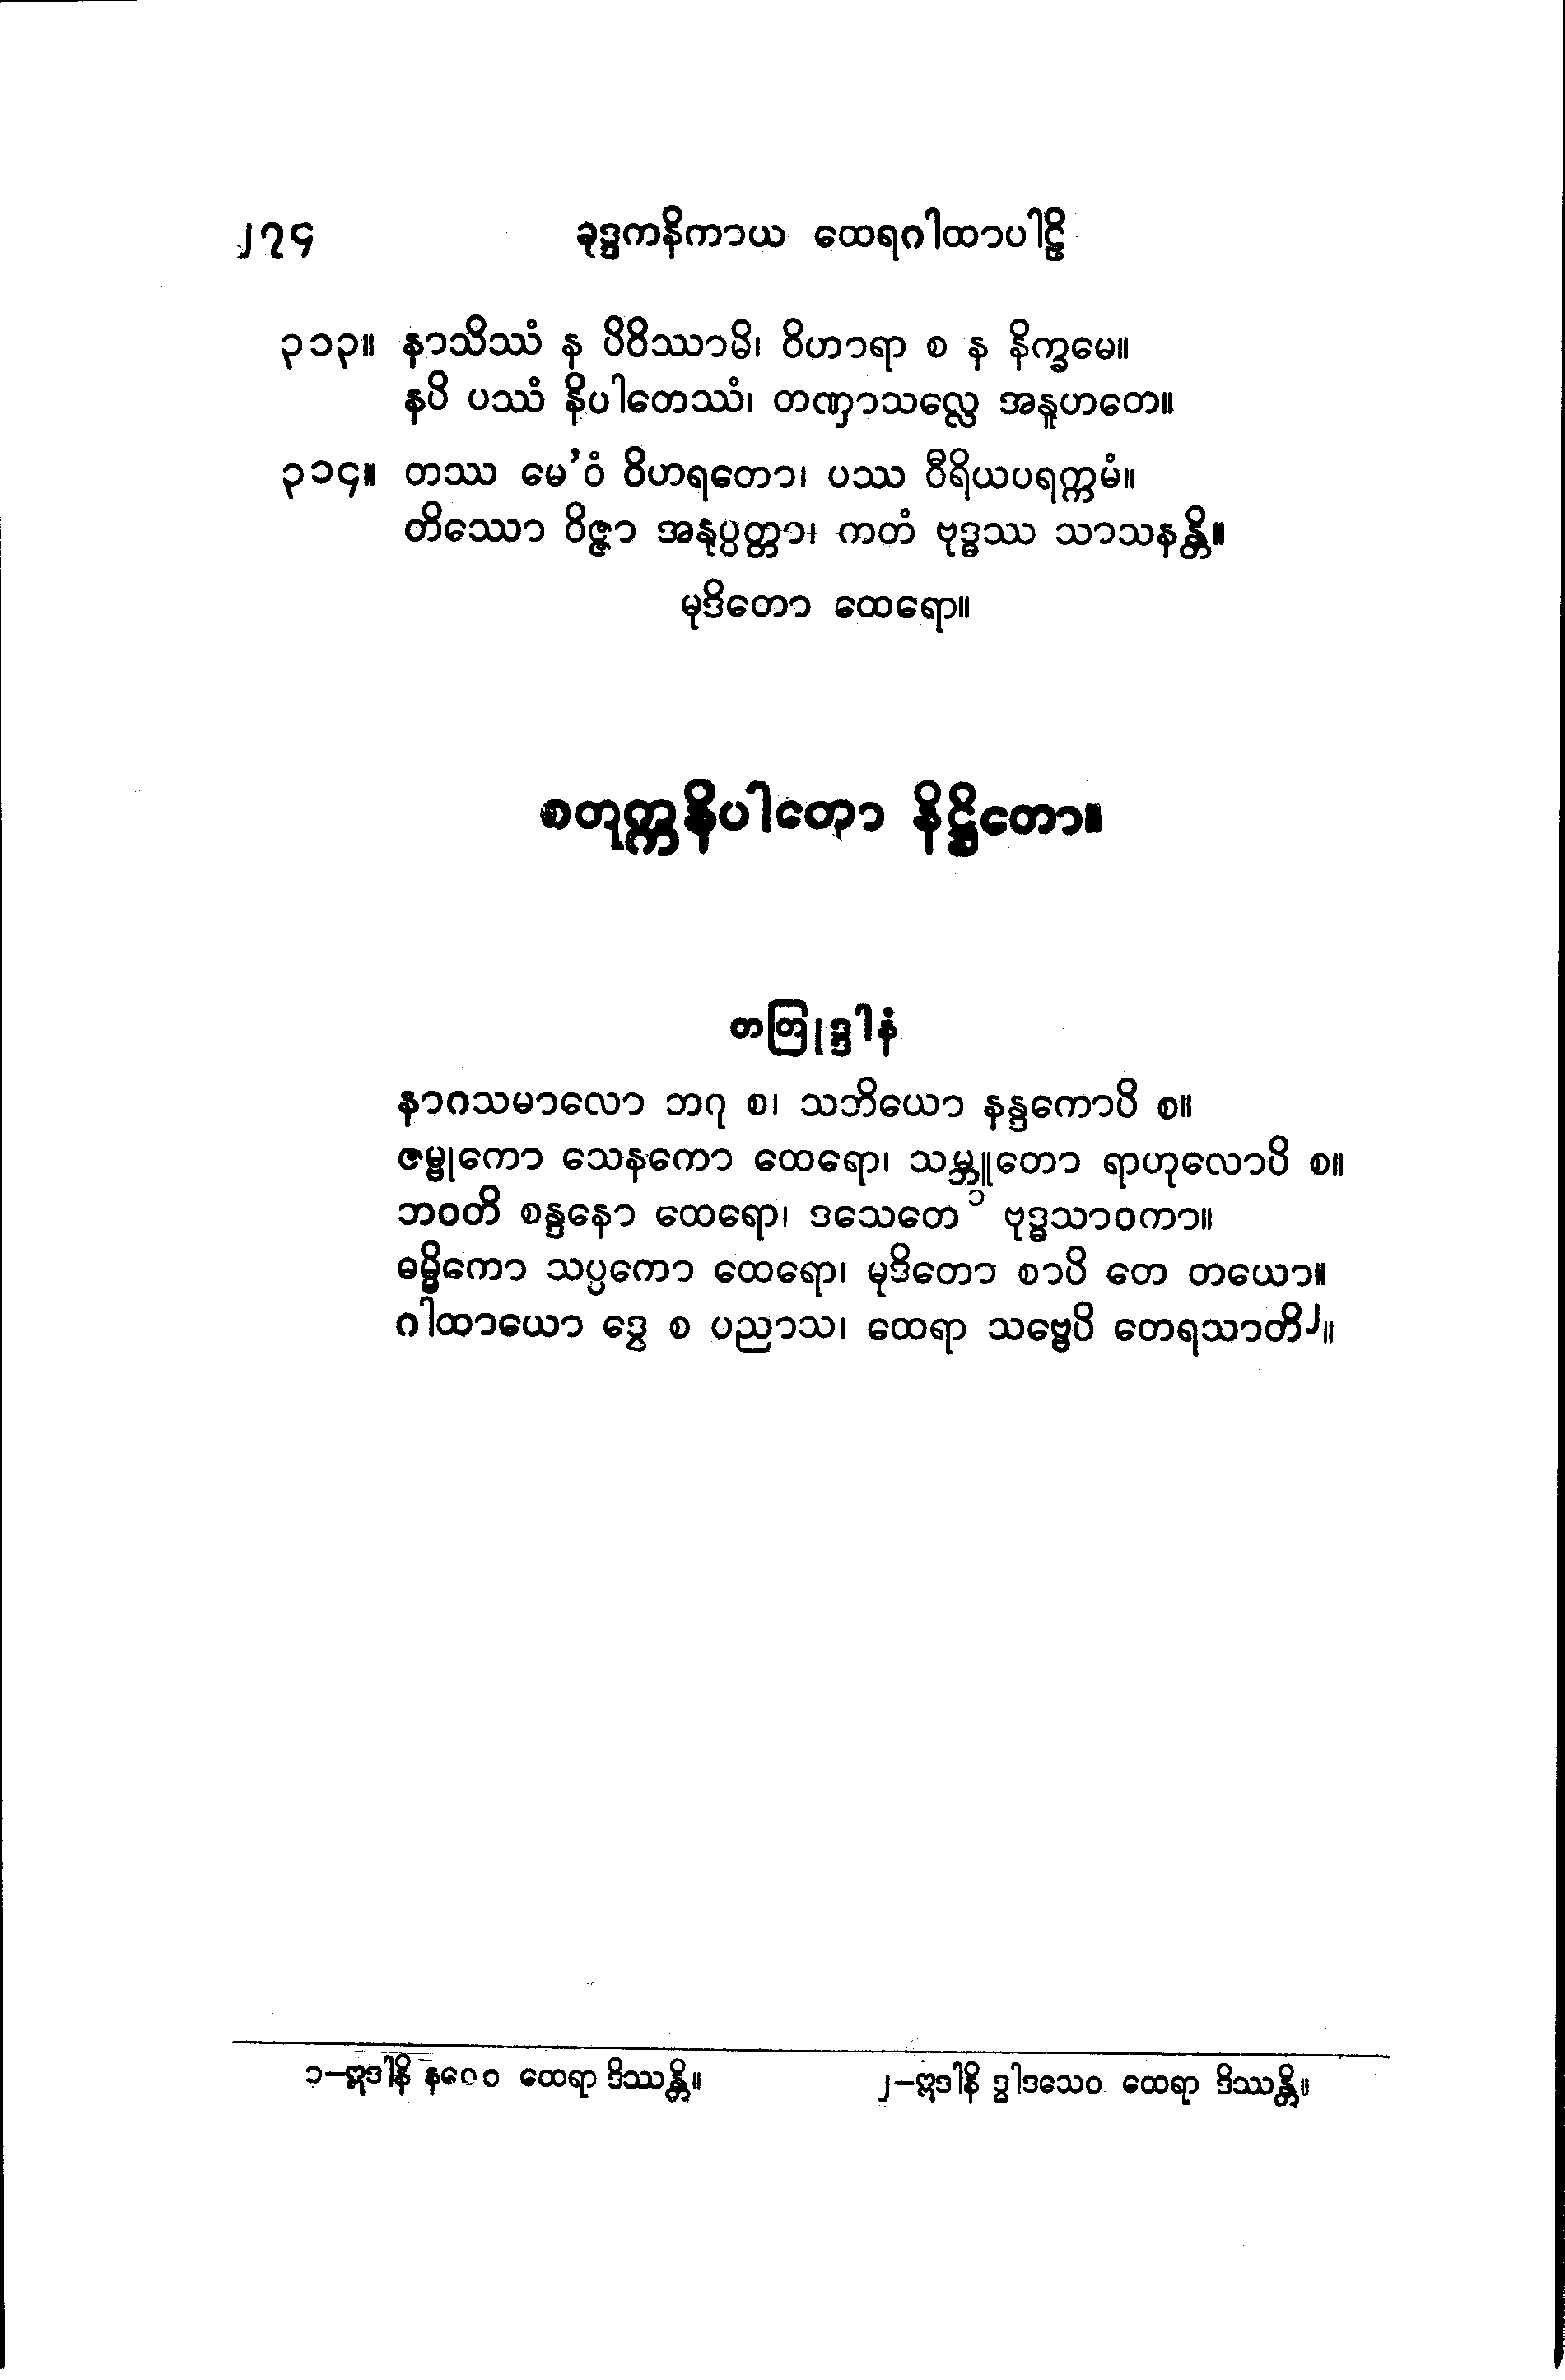 ၂၇၄ ခုဒ္ဒကနိကာယ ထေရဂါထာပါဠိ
၃၁၃။ နာသိဿံ န ပိဝိဿာမိ၊ ဝိဟာရာ စ န နိက္ခမေ။
နပိ ပဿံ နိပါတေဿံ၊ တဏှာသလ္လေ အနူဟတေ။
၃၁၄။ တဿ မေ’ဝံ ဝိဟရတော၊ ပဿ ဝီရိယပရက္ကမံ။
တိဿော ဝိဇ္ဇာ အနုပ္ပတ္တာ၊ ကတံ ဗုဒ္ဓဿ သာသနန္တိ။
မုဒိတော ထေရော။
စတုက္ကနိပါတော နိဋ္ဌိတော။
တတြုဒ္ဒါနံ
နာဂသမာလော ဘဂု စ၊ သဘိယော နန္ဒကောပိ စ။
ဇမ္ဗုကော သေနကော ထေရော၊ သမ္ဘူတော ရာဟုလောပိ စ။
ဘဝတိ စန္ဒနော ထေရော၊ ဒသေတေ ၁ ဗုဒ္ဓသာဝကာ။
ဓမ္မိကော သပ္ပကော ထေရော၊ မုဒိတော စာပိ တေ တယော။
ဂါထာယော ဒွေ စ ပညာသ၊ ထေရာ သဗ္ဗေပိ တေရသာတိ၂။
၁–ဣဒါနိ နဝေဝ ထေရာ ဒိဿန္တိ။ ၂–ဣဒါနိ ဒွါဒသေဝ ထေရာ ဒိဿန္တိ။